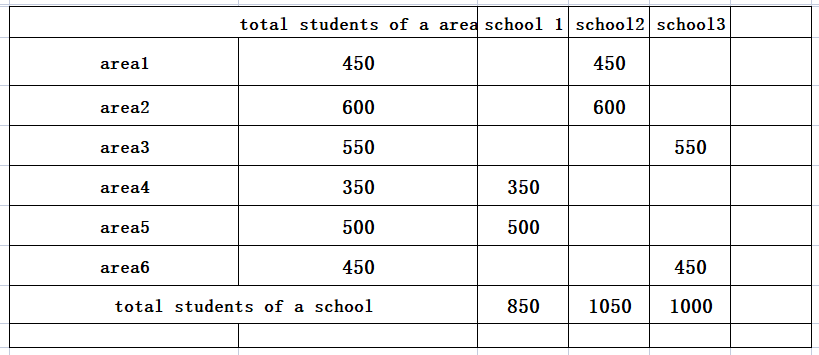 total students of a area school 1 school2 school3
area1 450 450
area2 600 600
area3 550 550
area4 350 350
area5 500 500
area6 450 450
total students of a school 850 1050 1000